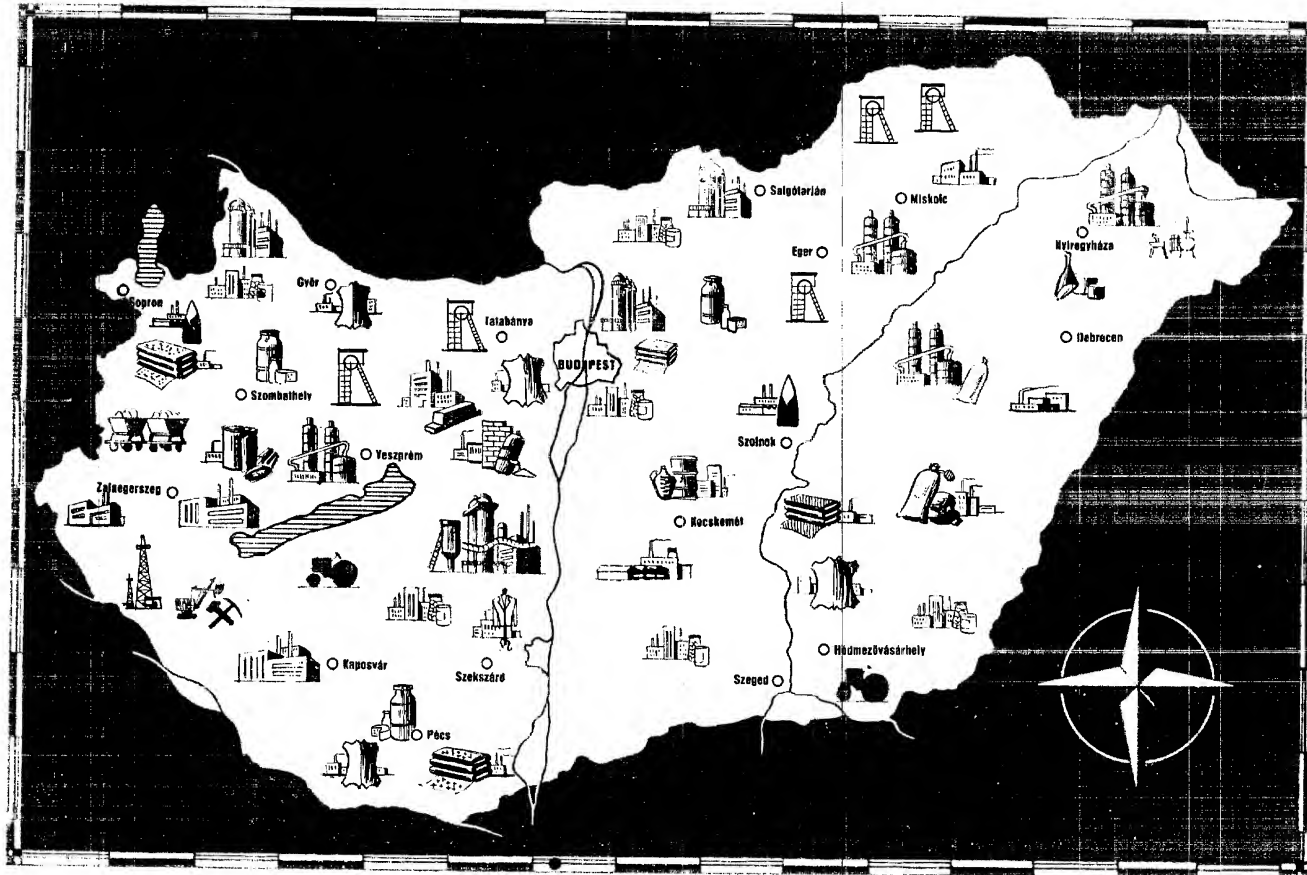 Salgótarján
Miskolc
Nyíregyháza
Eger
Sopron
Győr
Tatabánya
Debrecen
BUDAPEST
Szombathely
Szolnok
Veszprém
Zalaegerszeg
Kecskemét
Kaposvár
Szekszárd
Hódmezővásárhely
Szeged
Pécs